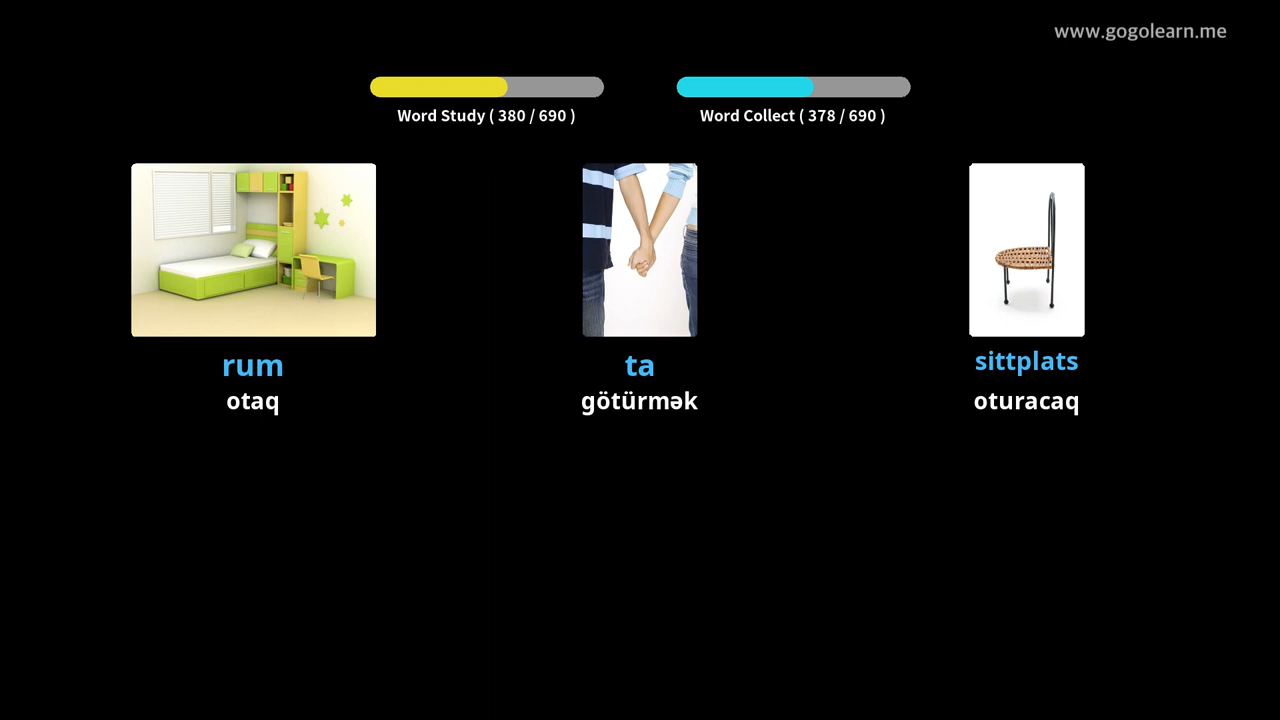 www.gogolearn.me
Word Study ( 380 / 690 )
Word Collect ( 378 / 690 )
rum
ta
sittplats
otaq
götürmək
oturacaq